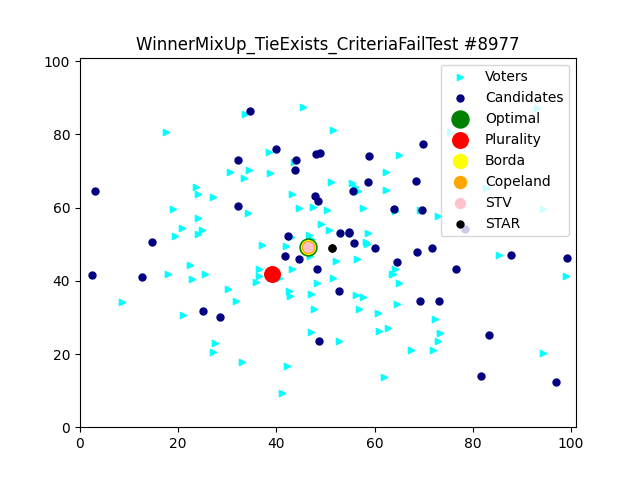 WinnerMixUp_TieExists_CriteriaFailTest #8977
100
80
60
40
20
0
0
20
40
60
80
100
Voters
Candidates
Optimal
Plurality
Borda
Copeland
STV
STAR